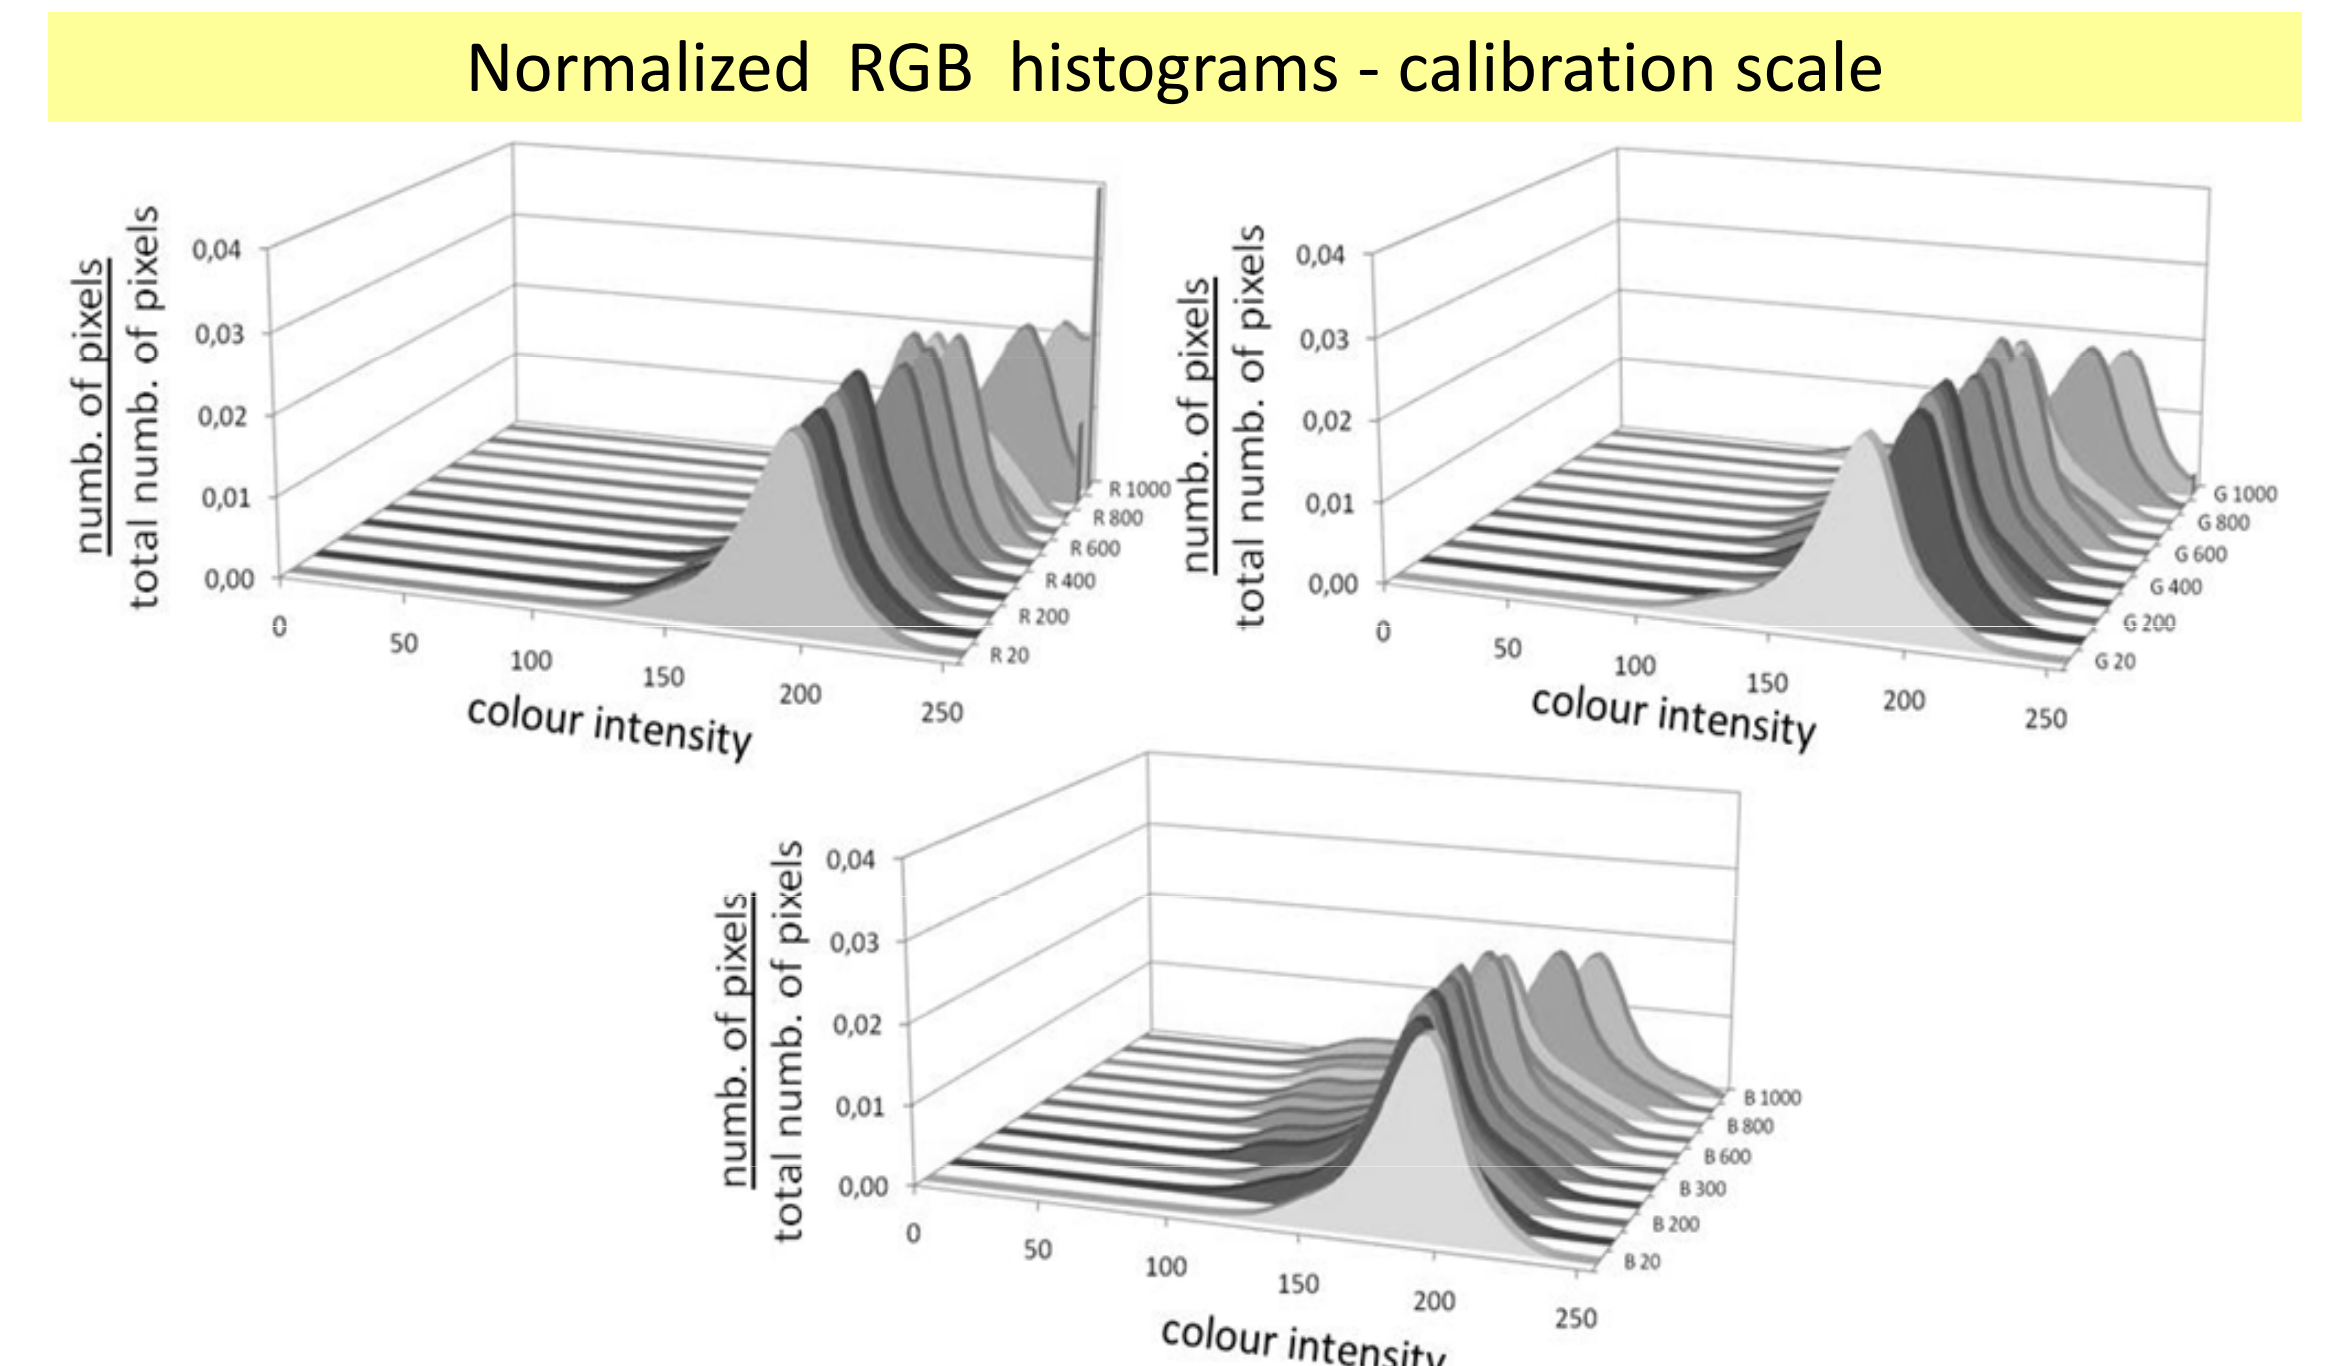 Normalized RGB histograms - calibration scale
numb. of pixels
total numb. of pixels
0,04
0,03
0,02
0,01
0,00
0
50
100
150
200
250
colour intensity
R 1000
R 800
R 600
R 400
R 200
R 20
numb. of pixels
total numb. of pixels
0,04
0,03
0,02
0,01
0,00
0
50
100
150
200
250
colour intensity
G 1000
G 800
G 600
G 400
G 200
G 20
numb. of pixels
total numb. of pixels
0,04
0,03
0,02
0,01
0,00
0
50
100
150
200
250
colour intensity
B 1000
B 800
B 600
B 300
B 200
B 20